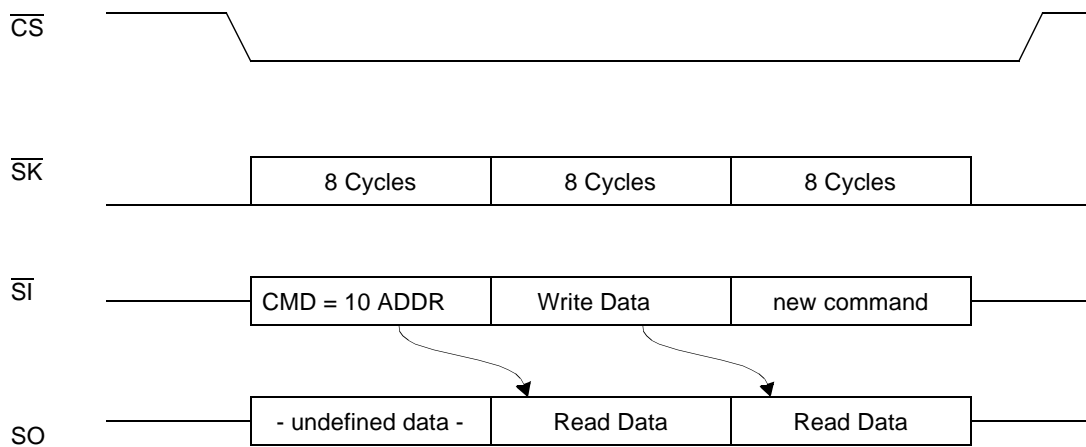 CS
SK
8 Cycles 8 Cycles 8 Cycles
SI
CMD = 10 ADDR Write Data new command
SO
- undefined data - Read Data Read Data